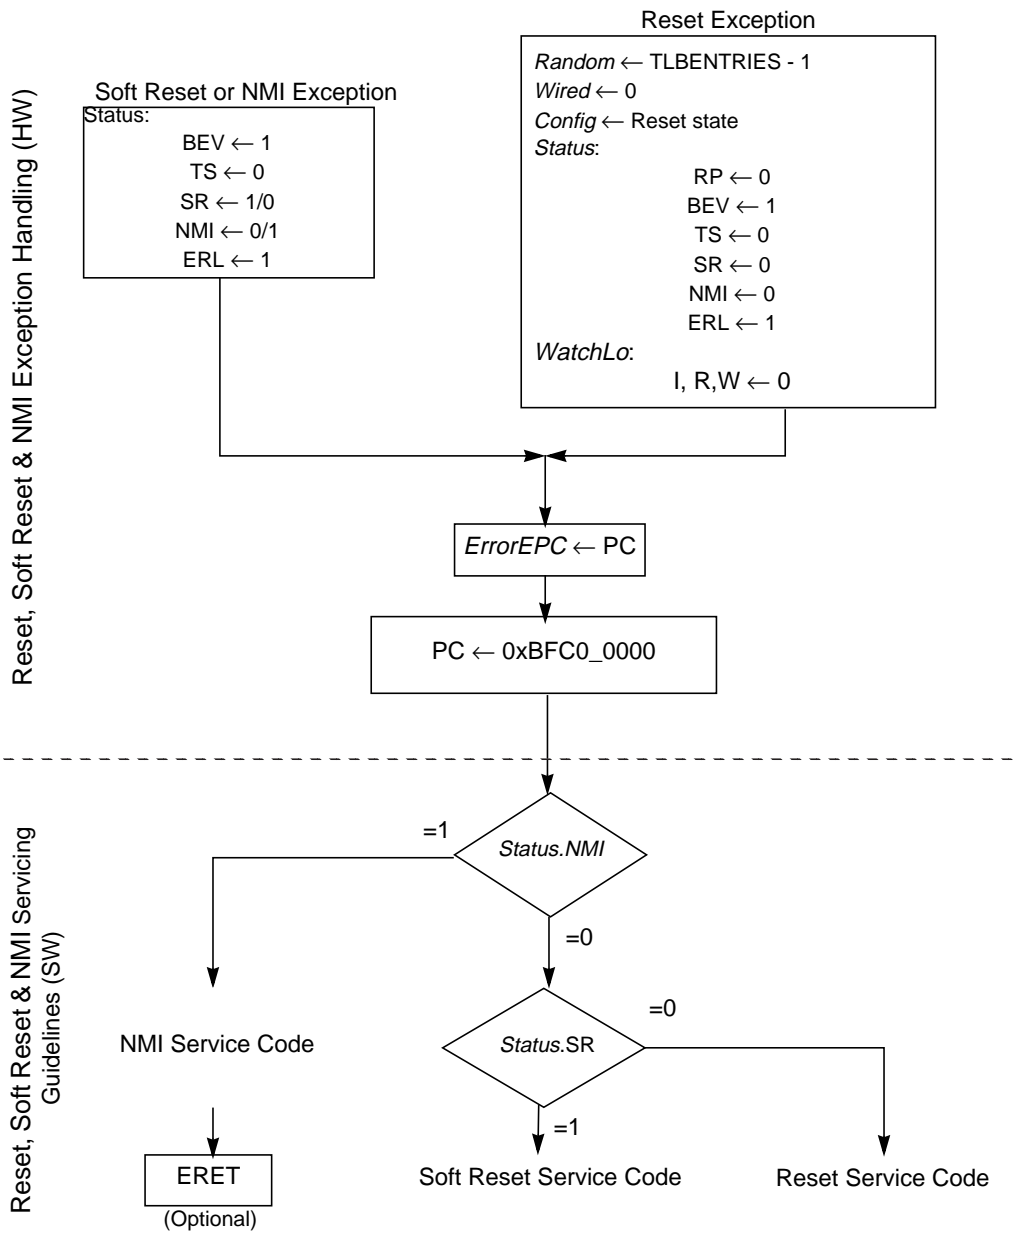 Reset Exception
Random ← TLBENTRIES - 1
Wired ← 0
Config ← Reset state
Status:
RP ← 0
BEV ← 1
TS ← 0
SR ← 0
NMI ← 0
ERL ← 1
WatchLo:
I, R,W ← 0
Soft Reset or NMI Exception
Status:
BEV ← 1
TS ← 0
SR ← 1/0
NMI ← 0/1
ERL ← 1
Reset, Soft Reset & NMI Exception Handling (HW)
ErrorEPC ← PC
PC ← 0xBFC0_0000
Reset, Soft Reset & NMI Servicing
Guidelines (SW)
Status.NMI
=1
=0
Status.SR
=0
=1
NMI Service Code
ERET
(Optional)
Soft Reset Service Code
Reset Service Code